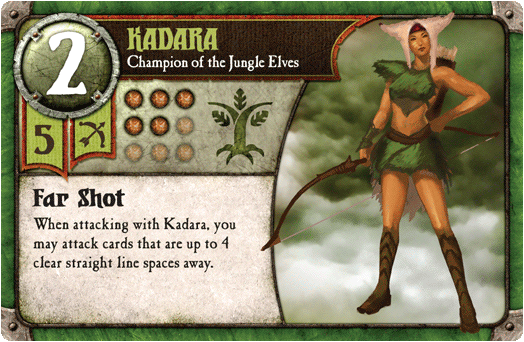 2
KADARA
Champion of the Jungle Elves
5
Far Shot
When attacking with Kadara, you
may attack cards that are up to 4
clear straight line spaces away.